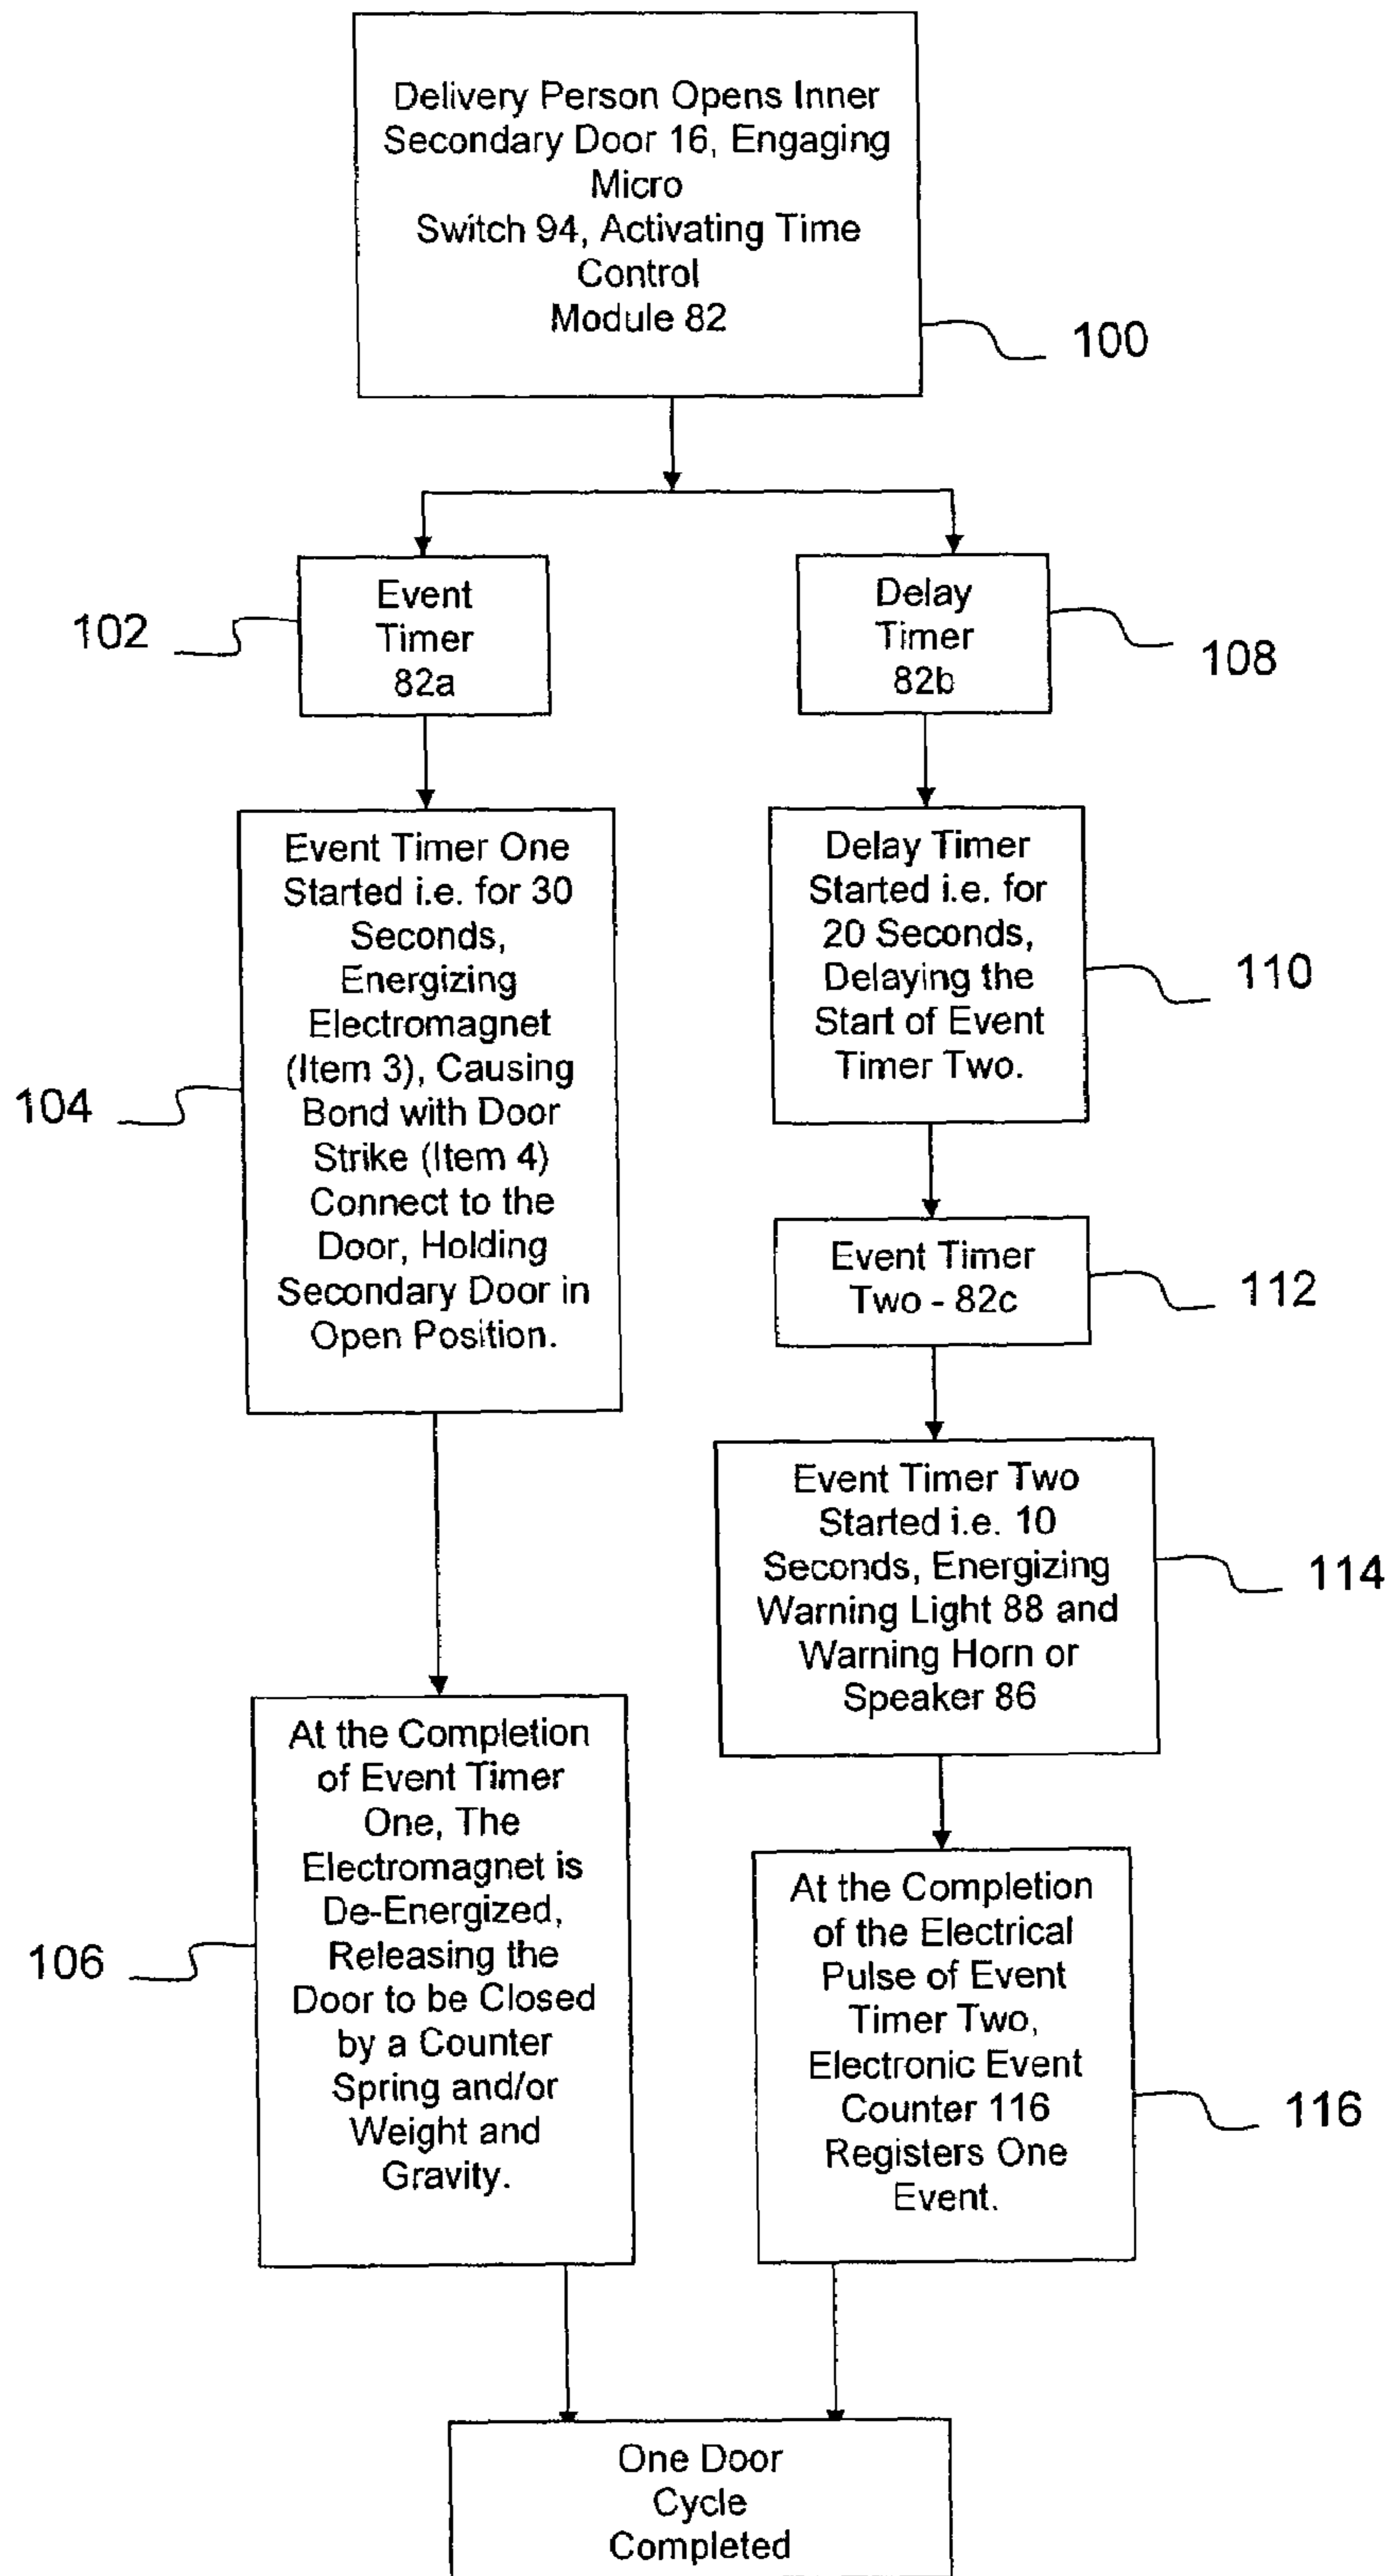 Delivery Person Opens Inner
Secondary Door 16, Engaging
Micro
Switch 94, Activating Time
Control
Module 82
100
Event
Timer
82a
102
Delay
Timer
82b
108
Event Timer One
Started i.e. for 30
Seconds,
Energizing
Electromagnet
(Item 3), Causing
Bond with Door
Strike (Item 4)
Connect to the
Door, Holding
Secondary Door in
Open Position.
104
Delay Timer
Started i.e. for
20 Seconds,
Delaying the
Start of Event
Timer Two.
110
Event Timer
Two - 82c
112
Event Timer Two
Started i.e. 10
Seconds, Energizing
Warning Light 88 and
Warning Horn or
Speaker 86
114
At the Completion
of Event Timer
One, The
Electromagnet is
De-Energized,
Releasing the
Door to be Closed
by a Counter
Spring and/or
Weight and
Gravity.
106
At the Completion
of the Electrical
Pulse of Event
Timer Two,
Electronic Event
Counter 116
Registers One
Event.
116
One Door
Cycle
Completed